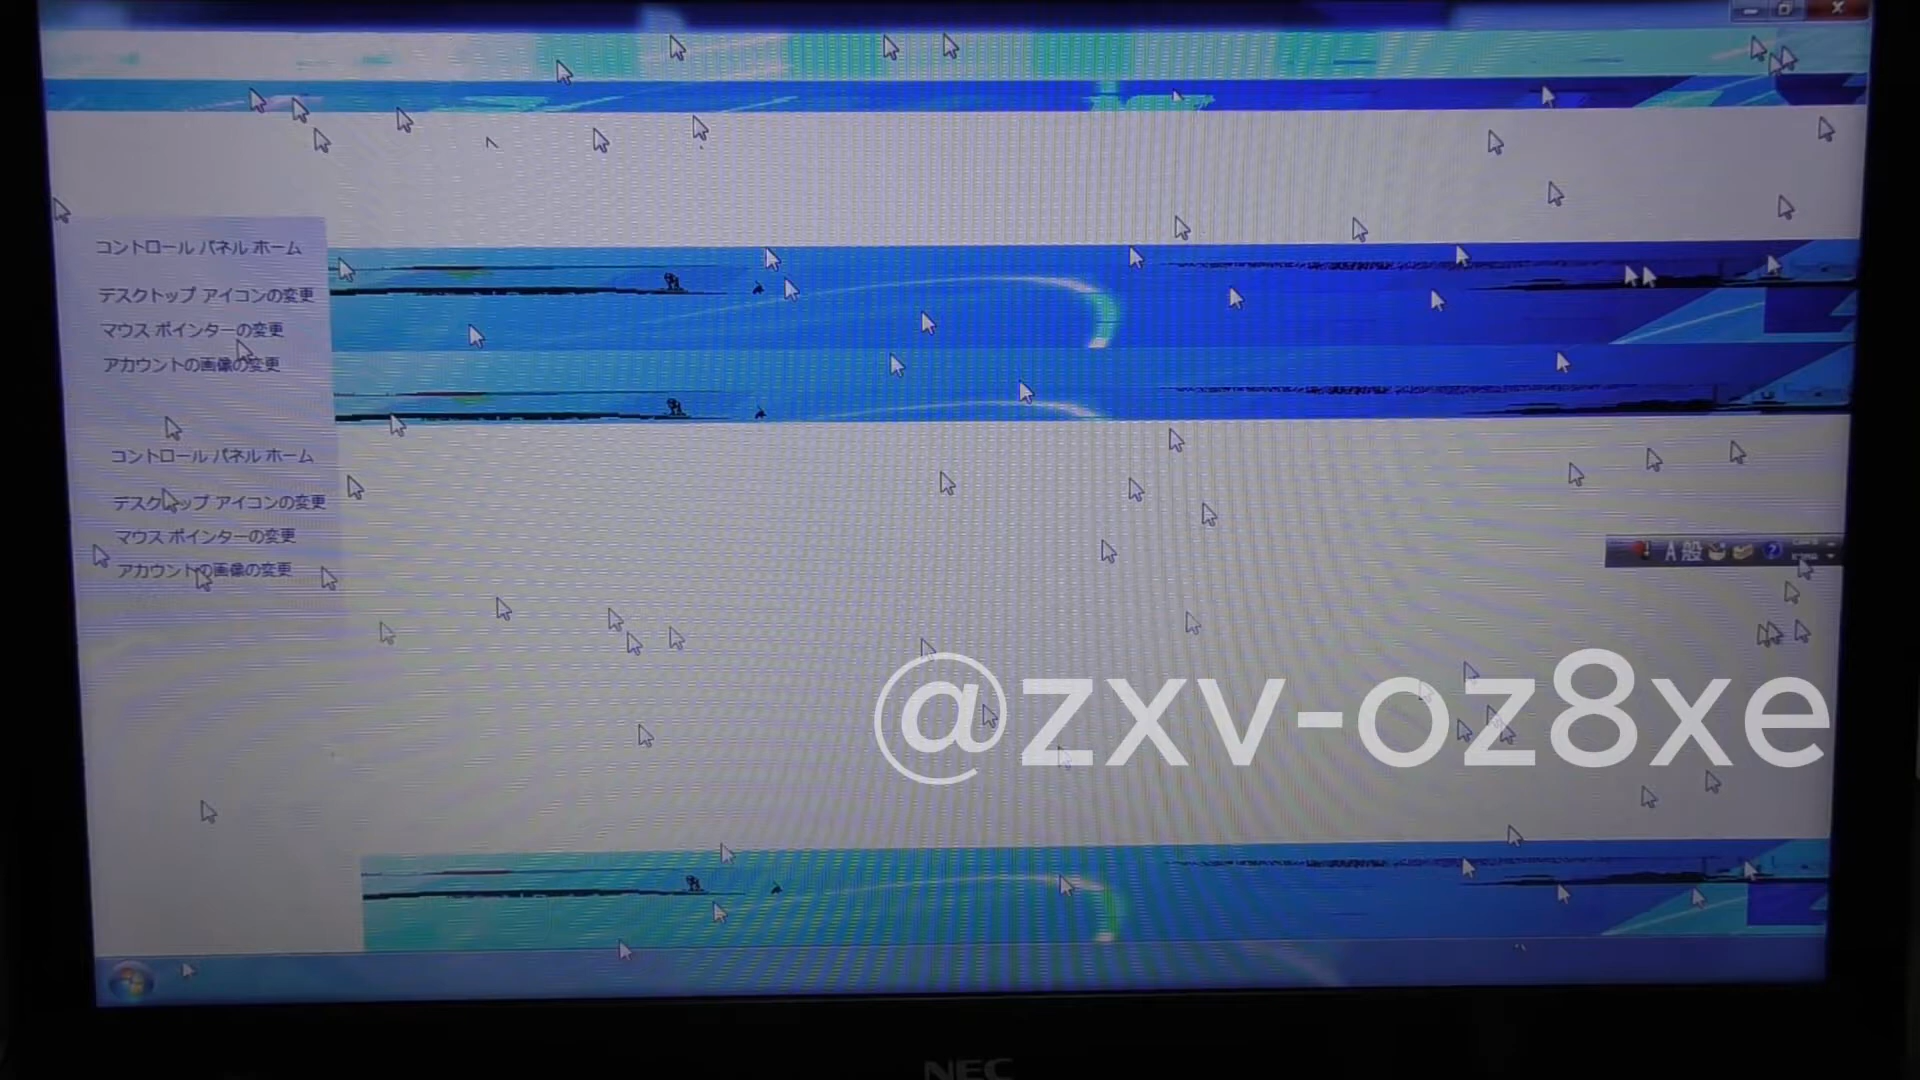 コントロール パネル ホーム
デスクトップ アイコンの変更
マウス ポインターの変更
アカウントの画像の変更
コントロール パネル ホーム
デスクトップ アイコンの変更
マウス ポインターの変更
アカウントの画像の変更
A 般
@zxv-oz8xe
NEC